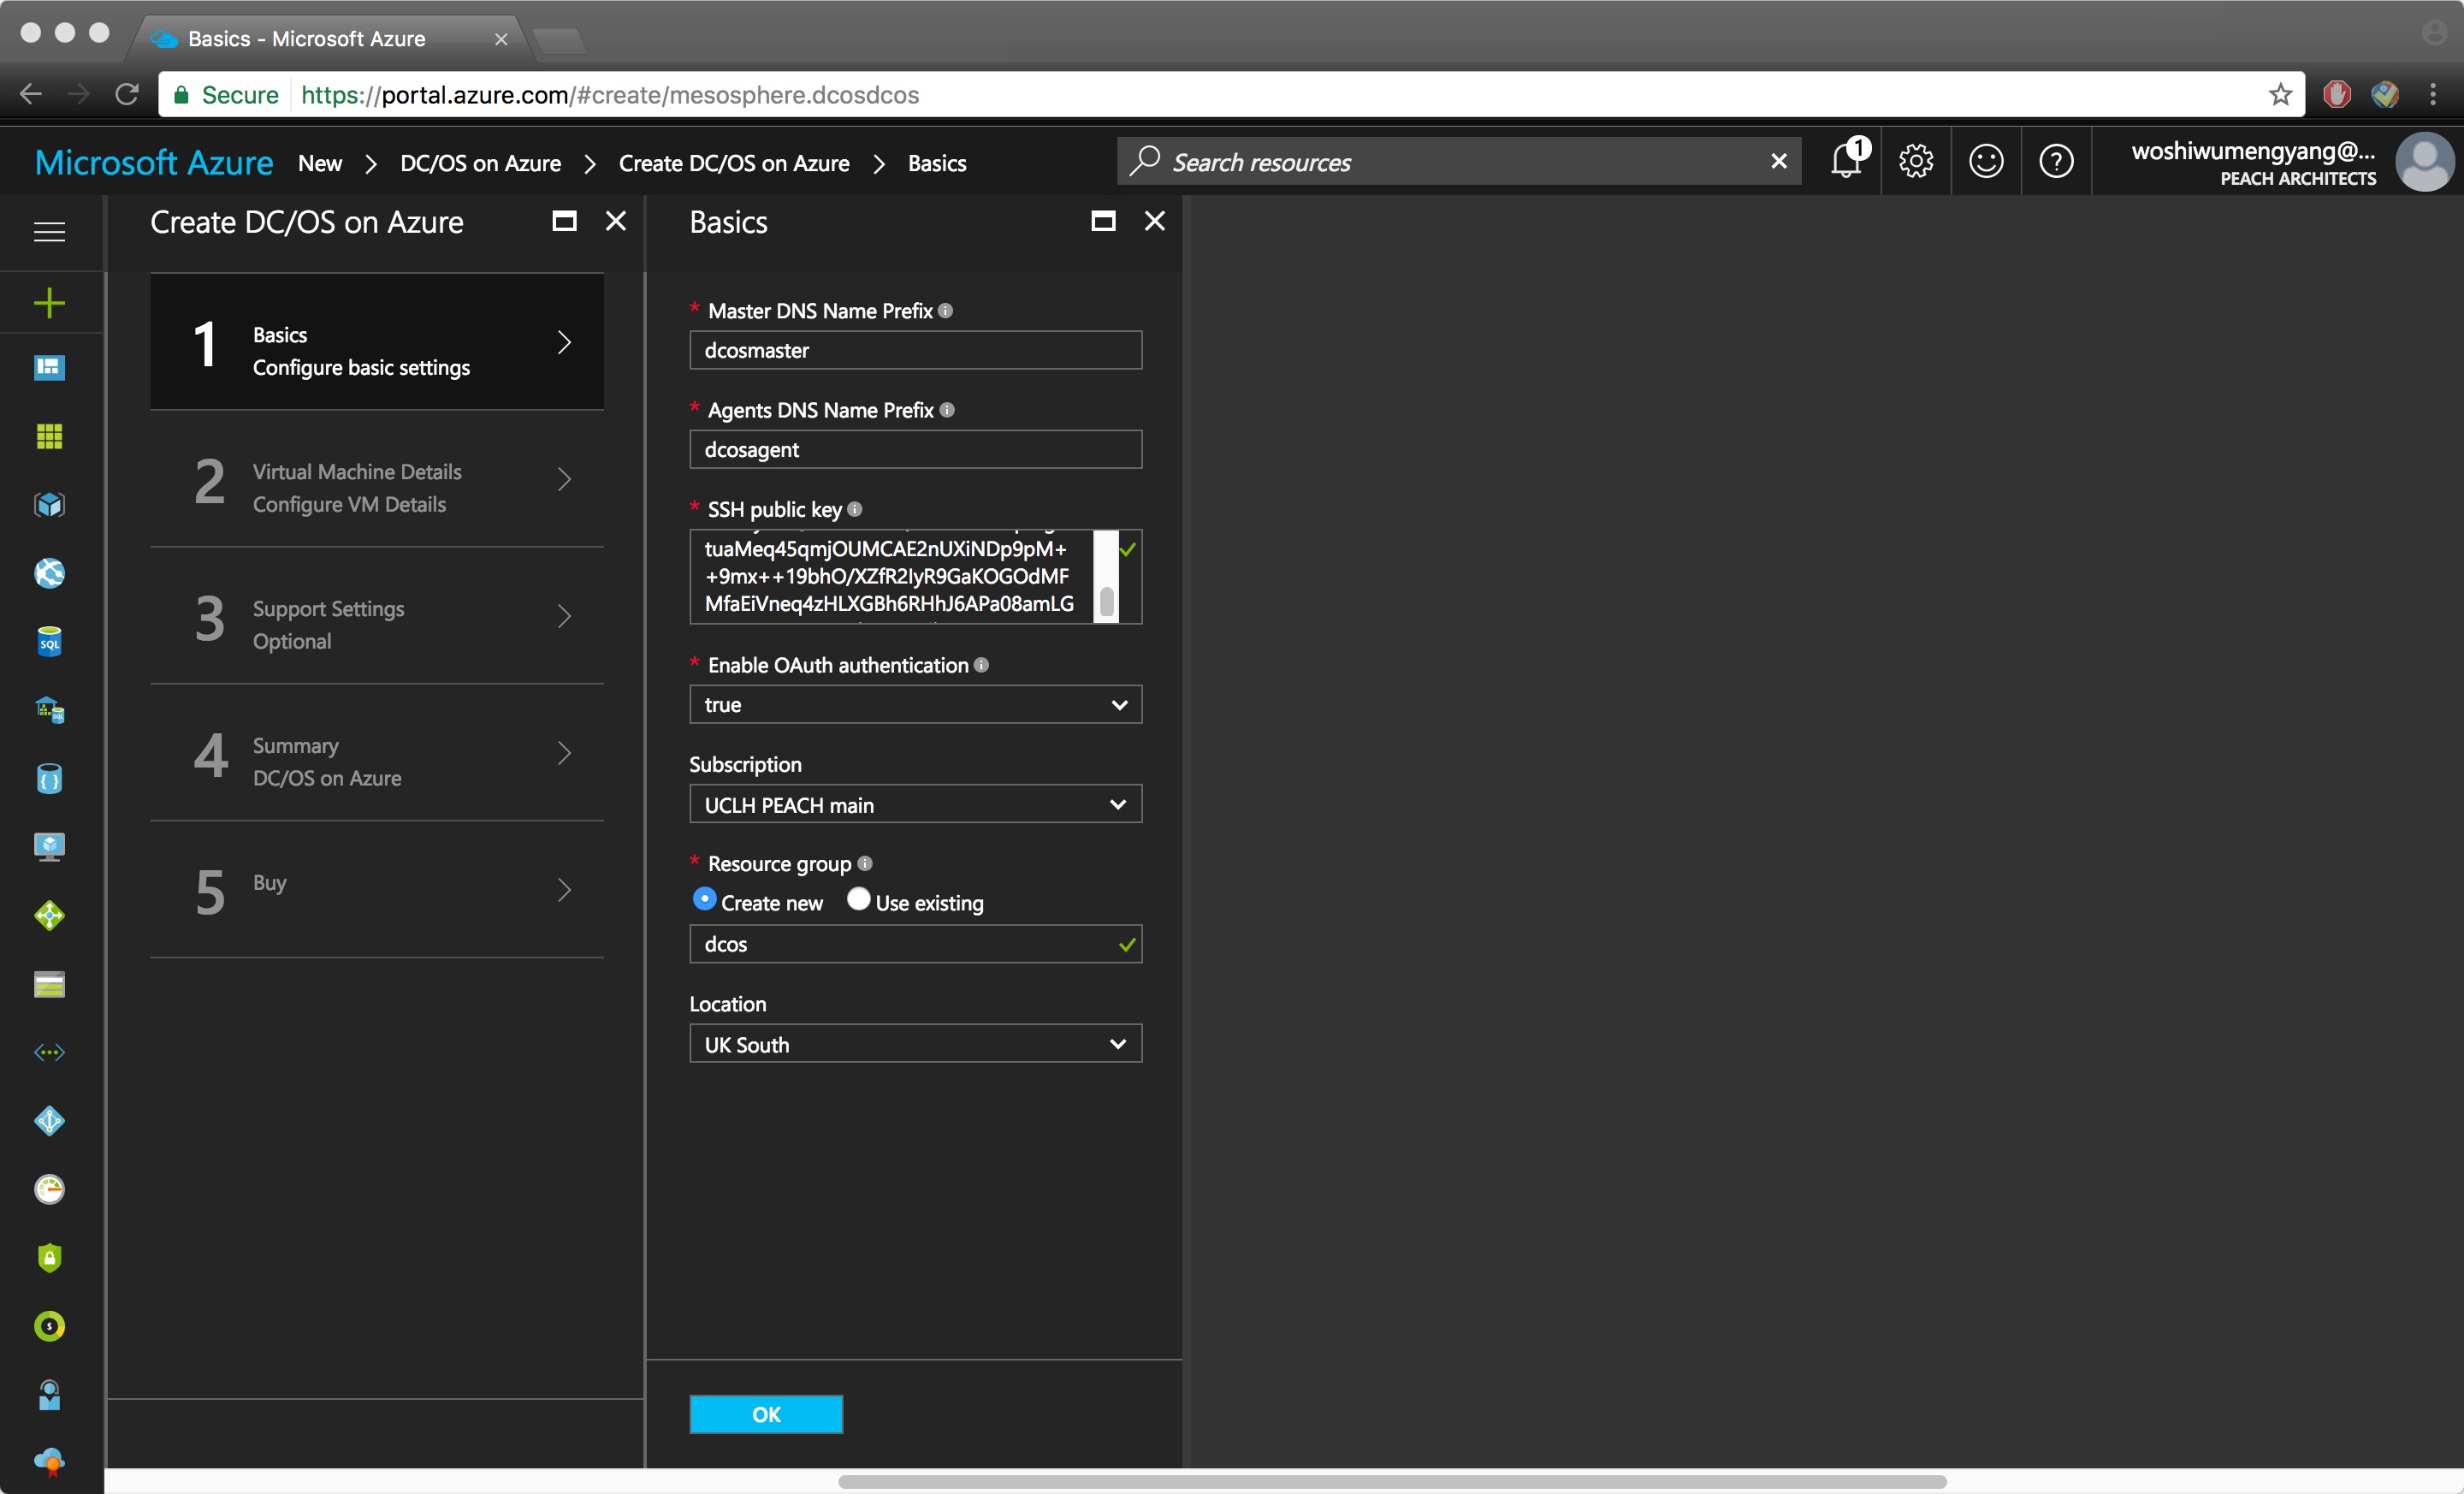 Basics - Microsoft Azure
Secure https://portal.azure.com/#create/mesosphere.dcosdcos
Microsoft Azure New DC/OS on Azure Create DC/OS on Azure Basics
Search resources
1
woshiwumengyang@...
PEACH ARCHITECTS
Create DC/OS on Azure
1 Basics
Configure basic settings
2 Virtual Machine Details
Configure VM Details
3 Support Settings
Optional
4 Summary
DC/OS on Azure
5 Buy
SQL
Basics
* Master DNS Name Prefix
dcosmaster
* Agents DNS Name Prefix
dcosagent
* SSH public key
tuaMeq45qmjOUMCAE2nUXiNDp9pM+
+9mx++19bhO/XZfR2IyR9GaKOGOdMF
MfaEiVneq4zHLXGBh6RHhJ6APa08amLG
* Enable OAuth authentication
true
Subscription
UCLH PEACH main
* Resource group
Create new Use existing
dcos
Location
UK South
OK